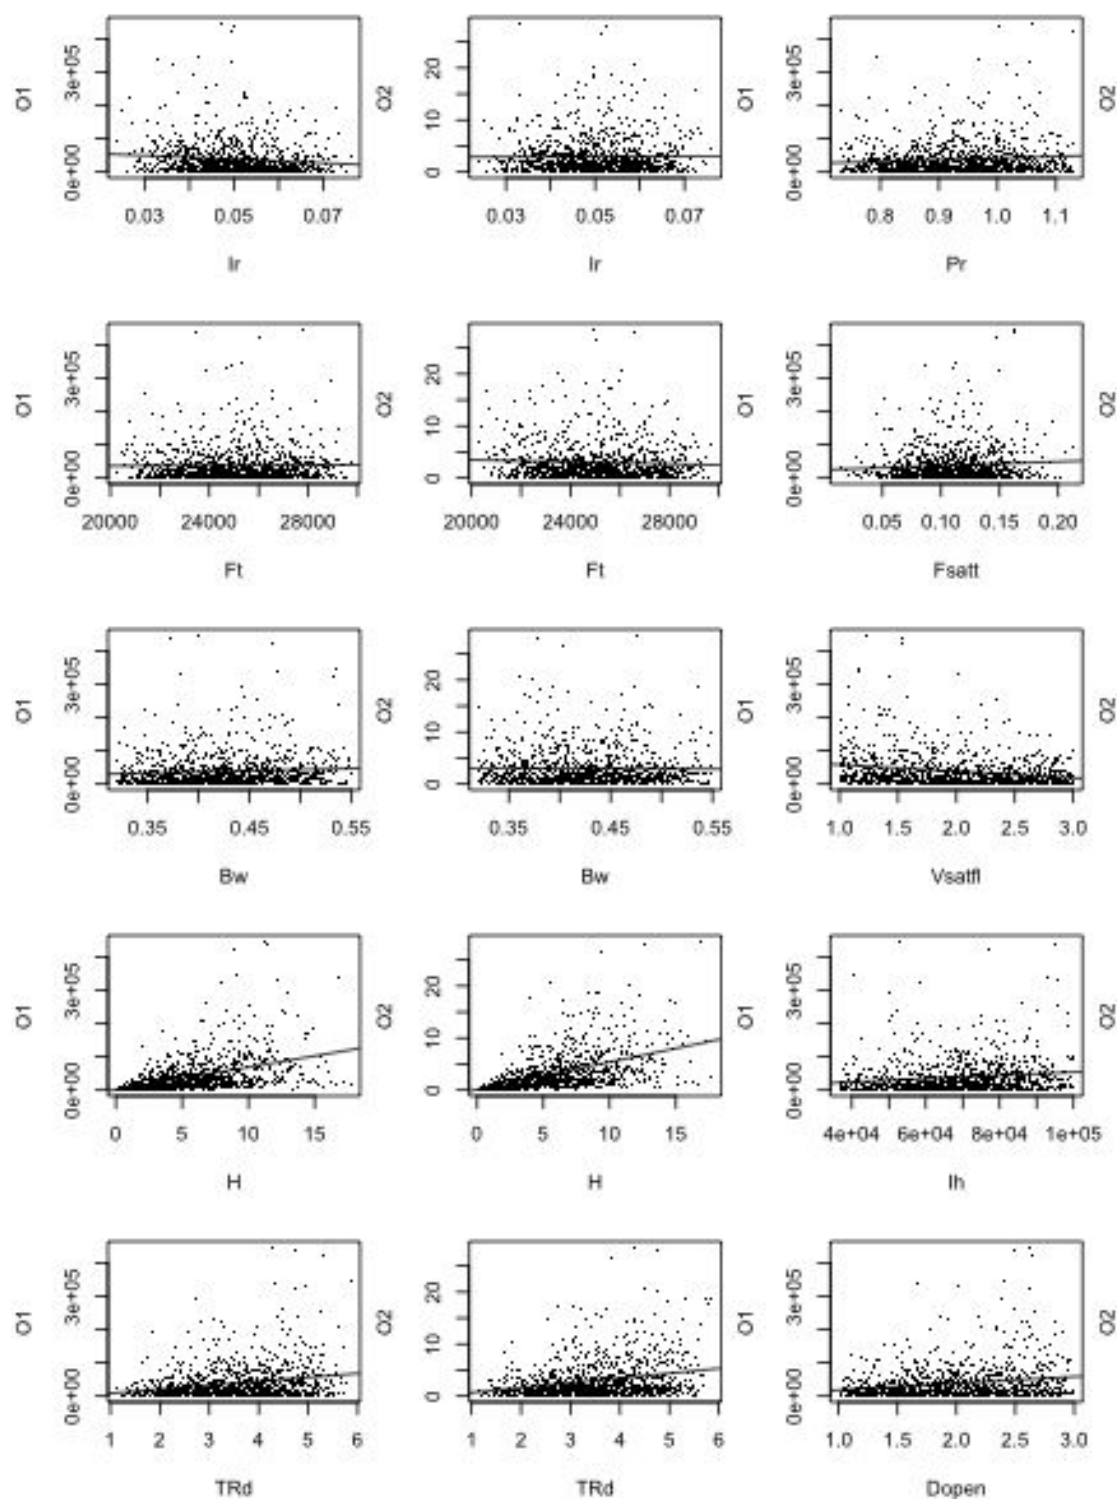 O1
0e+00 3e+05
O2
0 10 20
O1
0e+00 3e+05
O2
0.03 0.05 0.07
0.03 0.05 0.07
0.8 0.9 1.0 1.1
Ir
Ir
Pr
O1
0e+00 3e+05
O2
0 10 20
O1
0e+00 3e+05
O2
20000 24000 28000
20000 24000 28000
0.05 0.10 0.15 0.20
Ft
Ft
Fsatt
O1
0e+00 3e+05
O2
0 10 20
O1
0e+00 3e+05
O2
0.35 0.45 0.55
0.35 0.45 0.55
1.0 1.5 2.0 2.5 3.0
Bw
Bw
Vsatfl
O1
0e+00 3e+05
O2
0 10 20
O1
0e+00 3e+05
O2
0 5 10 15
0 5 10 15
4e+04 6e+04 8e+04 1e+05
H
H
Ih
O1
0e+00 3e+05
O2
0 10 20
O1
0e+00 3e+05
O2
1 2 3 4 5 6
1 2 3 4 5 6
1.0 1.5 2.0 2.5 3.0
TRd
TRd
Dopen